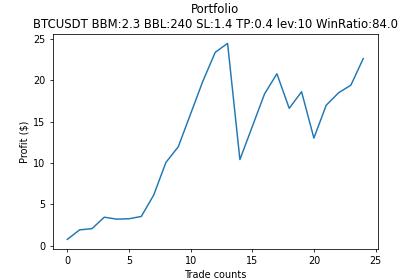 Portfolio
BTCUSDT BBM:2.3 BBL:240 SL:1.4 TP:0.4 lev:10 WinRatio:84.0
25
20
15
10
5
0
Profit ($)
0 5 10 15 20 25
Trade counts